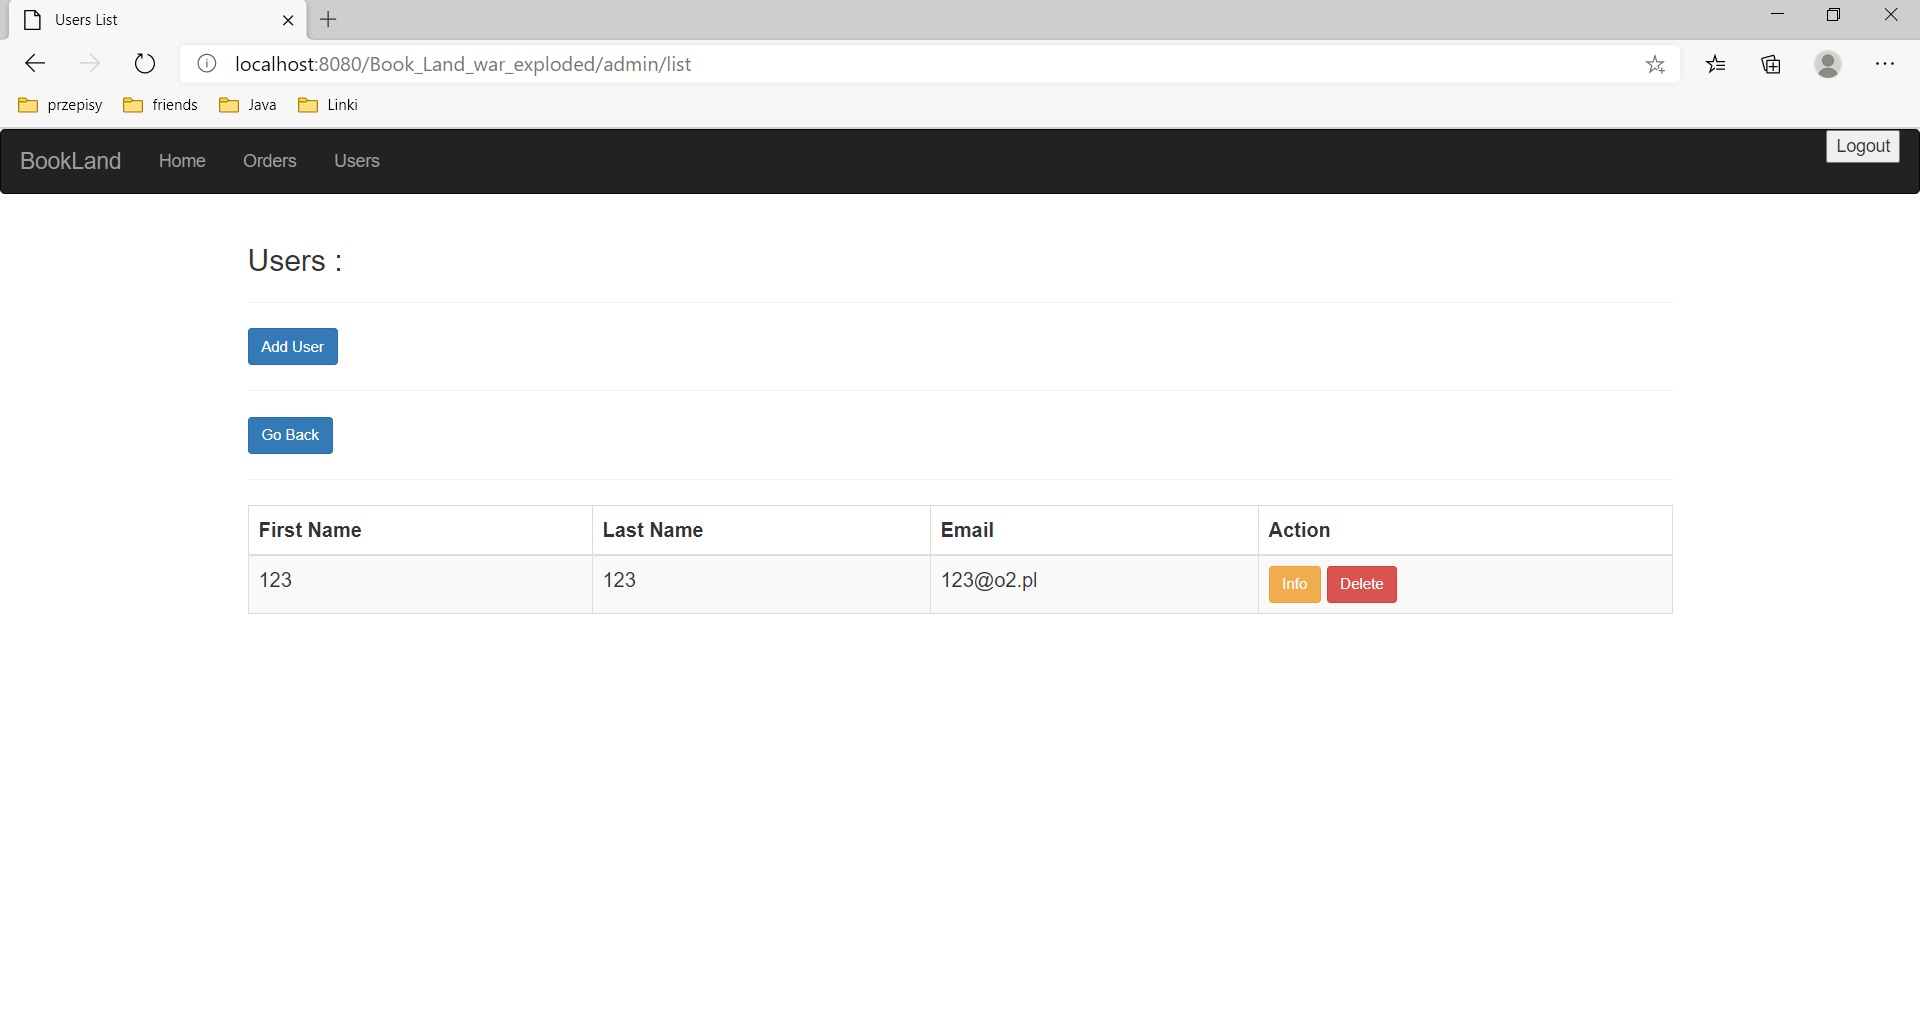 Users List
localhost:8080/Book_Land_war_exploded/admin/list
przepisy friends Java Linki
BookLand Home Orders Users Logout
Users :
Add User
Go Back
First Name Last Name Email Action
123 123 123@o2.pl Info Delete